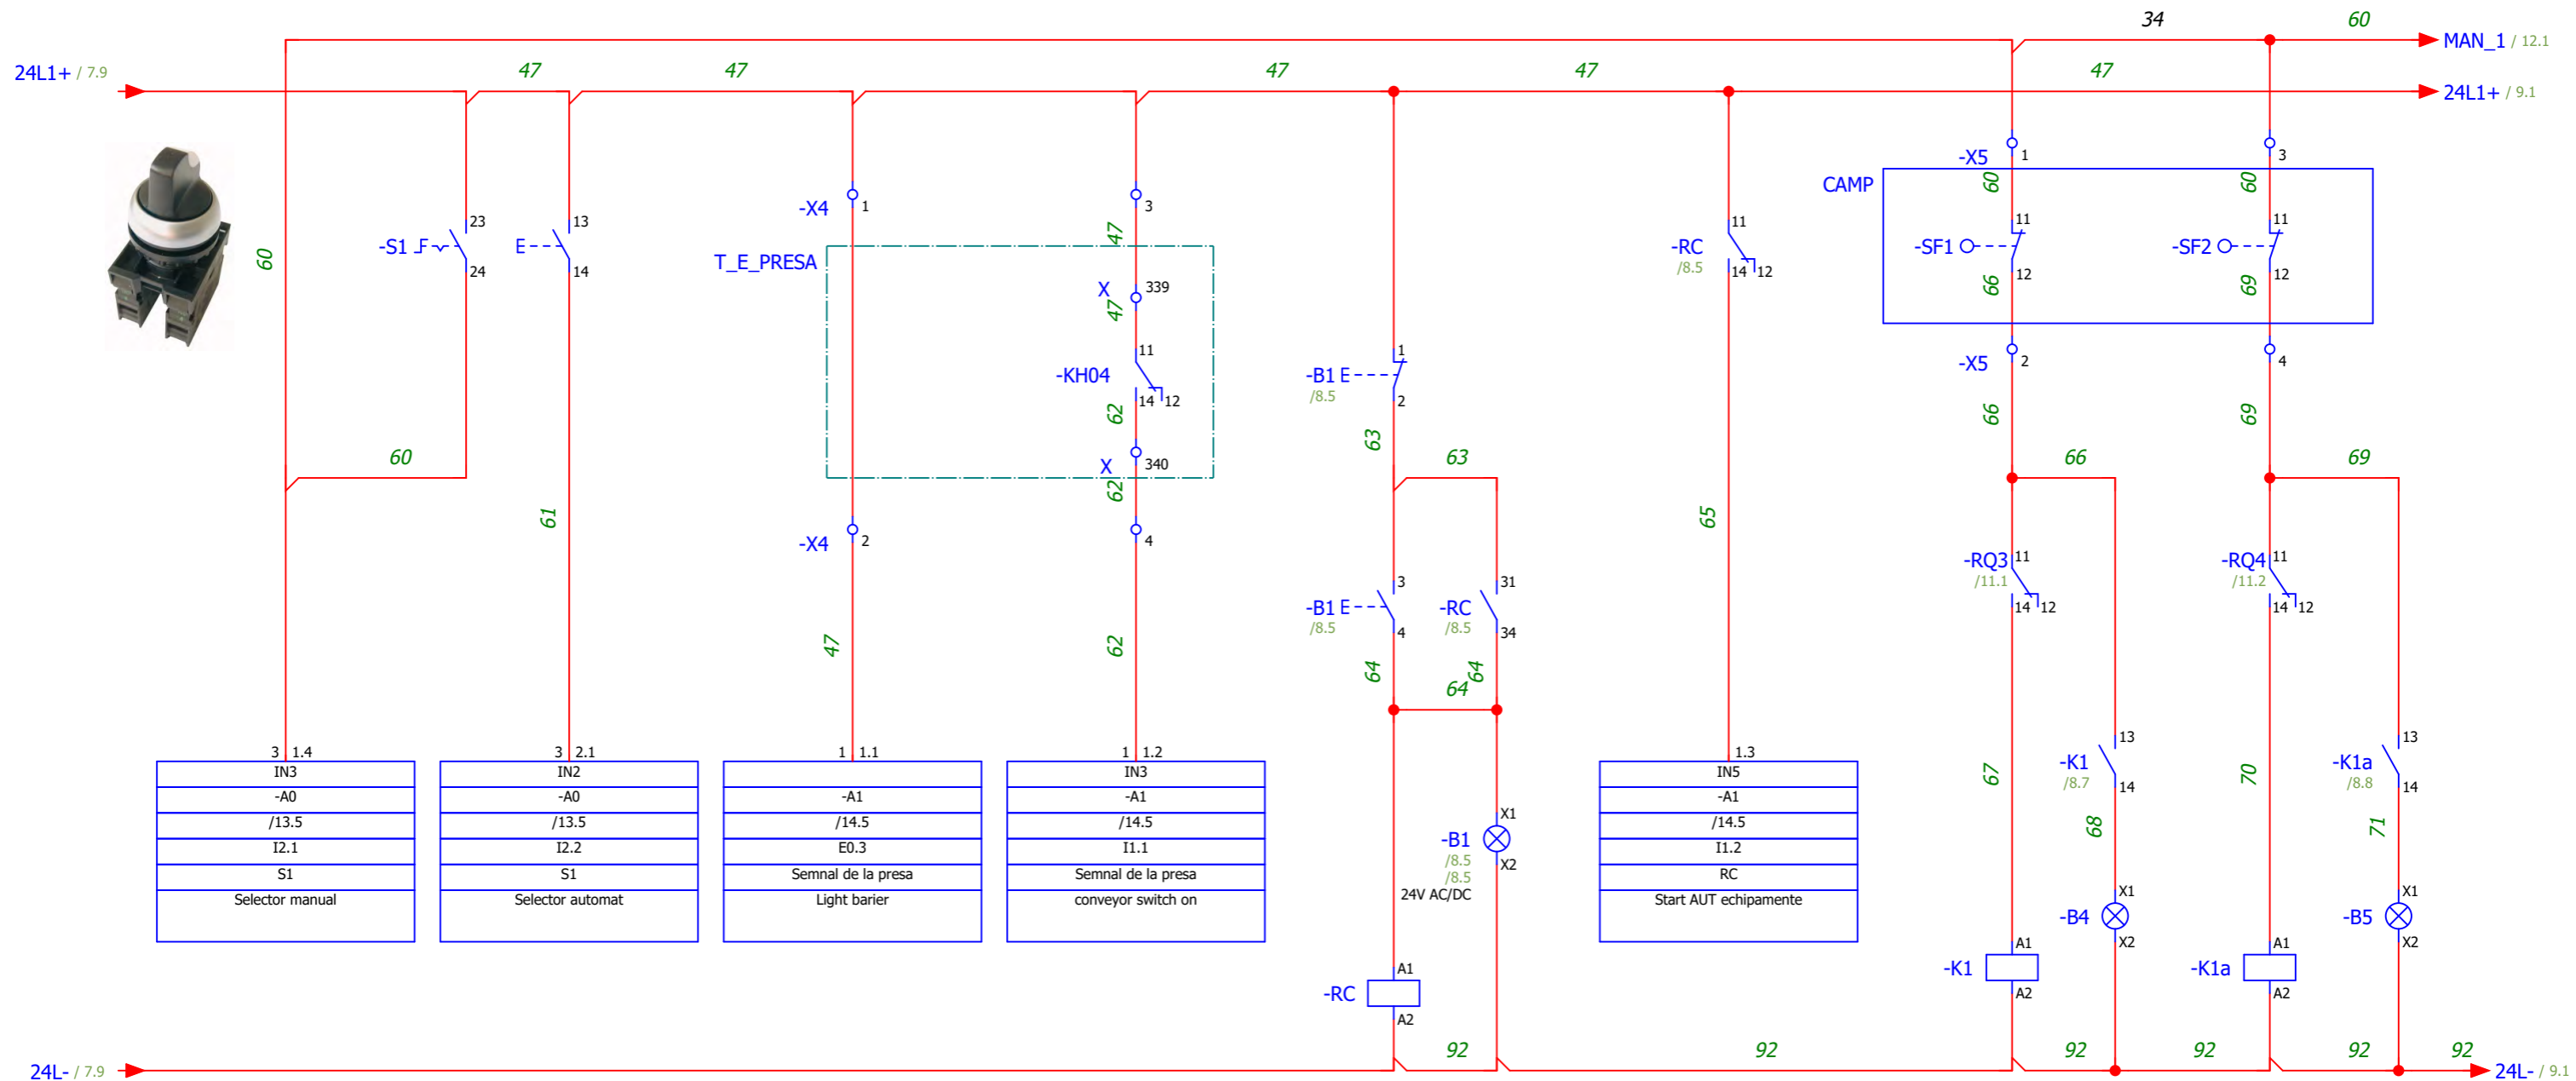 34
60
MAN_1 / 12.1
24L1+ / 7.9
47
47
47
47
47
24L1+ / 9.1
-X5
1
3
CAMP
60
60
-X4
1
3
23
13
11
11
11
-S1
E
47
-RC
/8.5
-SF1
-SF2
60
T_E_PRESA
24
14
14
12
12
12
X
339
47
66
69
11
1
-KH04
-B1 E
/8.5
-X5
2
4
14
12
2
62
63
66
69
60
X
340
63
66
69
62
61
65
-X4
2
4
-RQ3
/11.1
11
-RQ4
/11.2
11
3
31
-B1 E
/8.5
-RC
/8.5
14
12
14
12
4
34
47
62
64
64
64
13
13
3
1.4
3
2.1
1
1.1
1
1.2
1.3
-K1
/8.7
-K1a
/8.8
67
70
14
14
IN3
-A0
/13.5
I2.1
S1
Selector manual
IN2
-A0
/13.5
I2.2
S1
Selector automat
-A1
/14.5
E0.3
Semnal de la presa
Light barier
IN3
-A1
/14.5
I1.1
Semnal de la presa
conveyor switch on
X1
-B1
/8.5
/8.5
X2
24V AC/DC
IN5
-A1
/14.5
I1.2
RC
Start AUT echipamente
68
71
X1
-B4
X2
X1
-B5
X2
A1
-K1
A2
A1
-K1a
A2
A1
-RC
A2
24L- / 7.9
92
92
92
92
92
92
24L- / 9.1